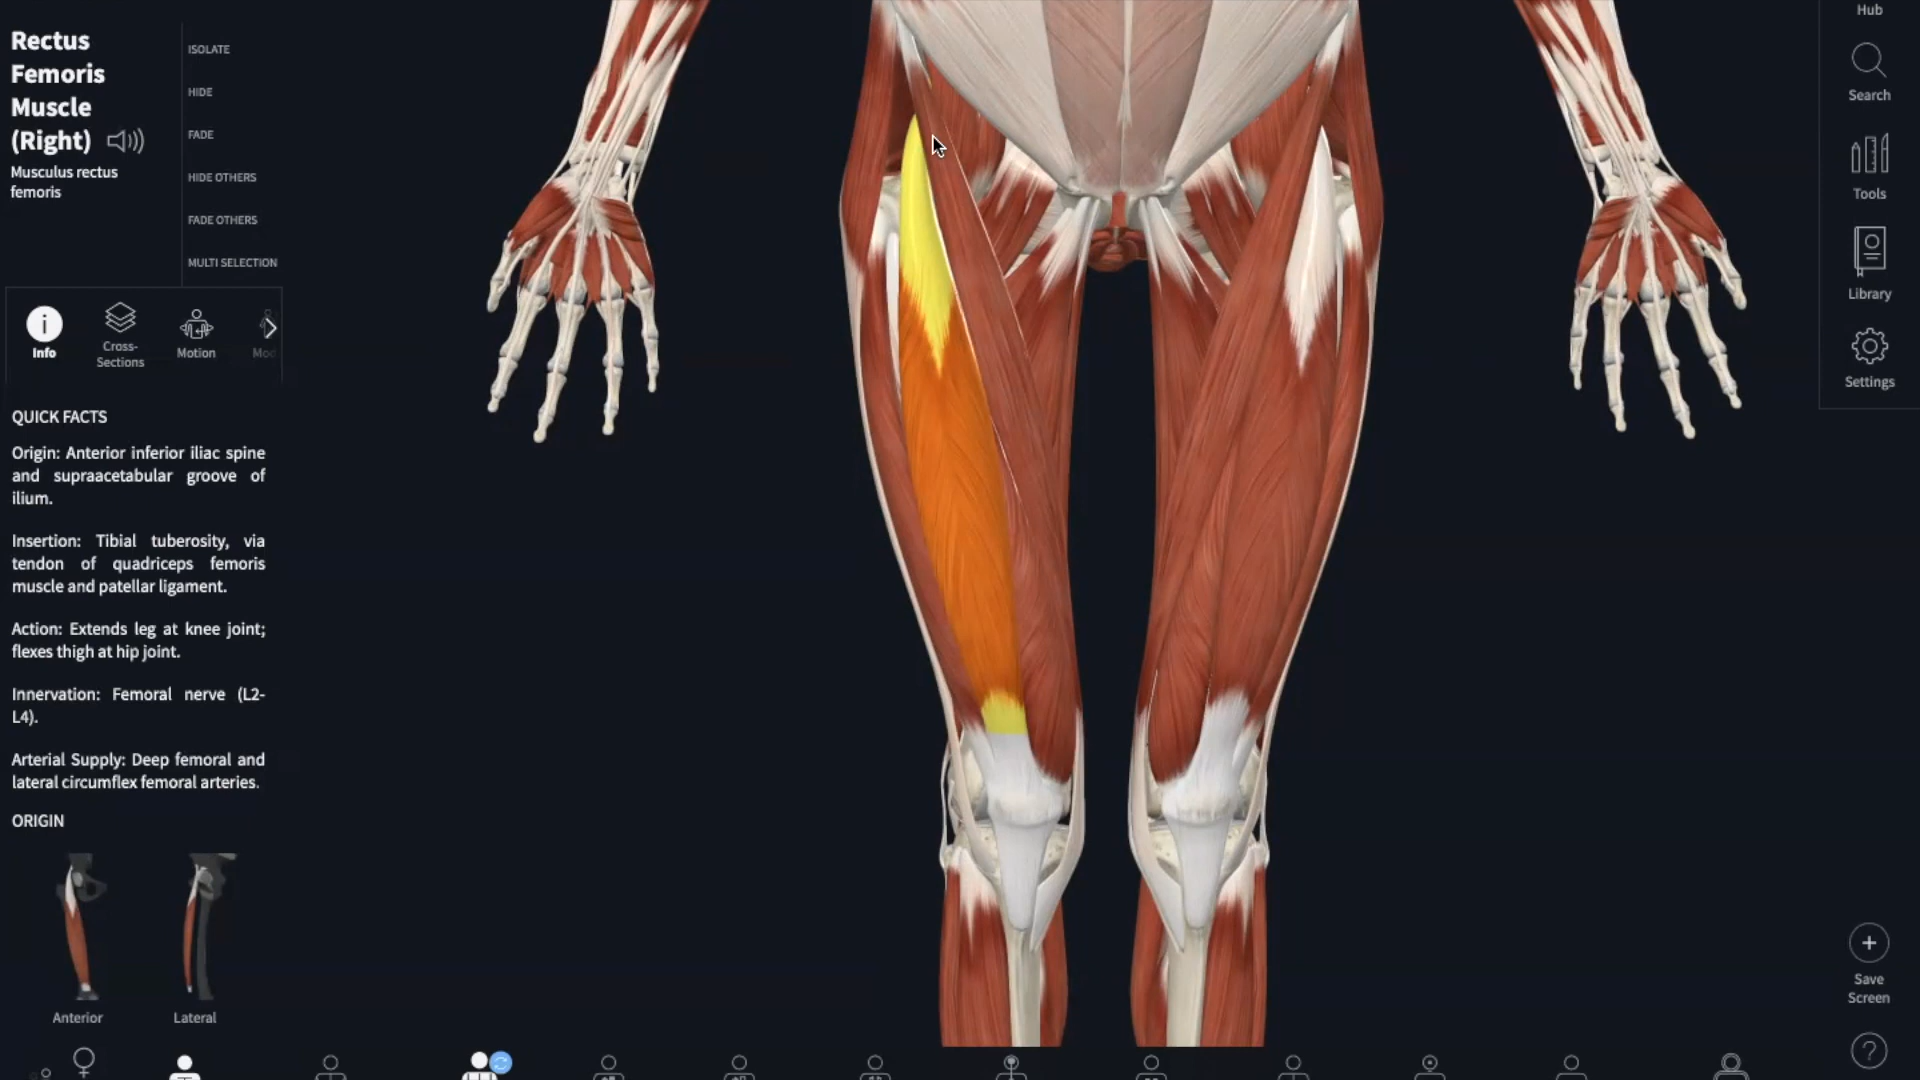 Rectus
Femoris
Muscle
(Right)
Musculus rectus
femoris
ISOLATE
HIDE
FADE
HIDE OTHERS
FADE OTHERS
MULTI SELECTION
i
Info
Cross-
Sections
Motion
QUICK FACTS
Origin: Anterior inferior iliac spine
and supraacetabular groove of
ilium.
Insertion: Tibial tuberosity, via
tendon of quadriceps femoris
muscle and patellar ligament.
Action: Extends leg at knee joint;
flexes thigh at hip joint.
Innervation: Femoral nerve (L2-
L4).
Arterial Supply: Deep femoral and
lateral circumflex femoral arteries.
ORIGIN
Anterior
Lateral
Hub
Search
Tools
Library
Settings
Save
Screen
?